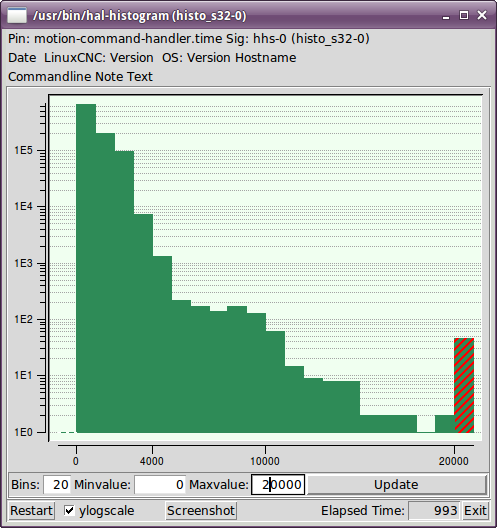 /usr/bin/hal-histogram (histo_s32-0)
Pin: motion-command-handler.time Sig: hhs-0 (histo_s32-0)
Date LinuxCNC: Version OS: Version Hostname
Commandline Note Text
1E5
1E4
1E3
1E2
1E1
1E0
0 4000 10000 20000
Bins: 20 Minvalue: 0 Maxvalue: 20000 Update
Restart ylogscale Screenshot Elapsed Time: 993 Exit